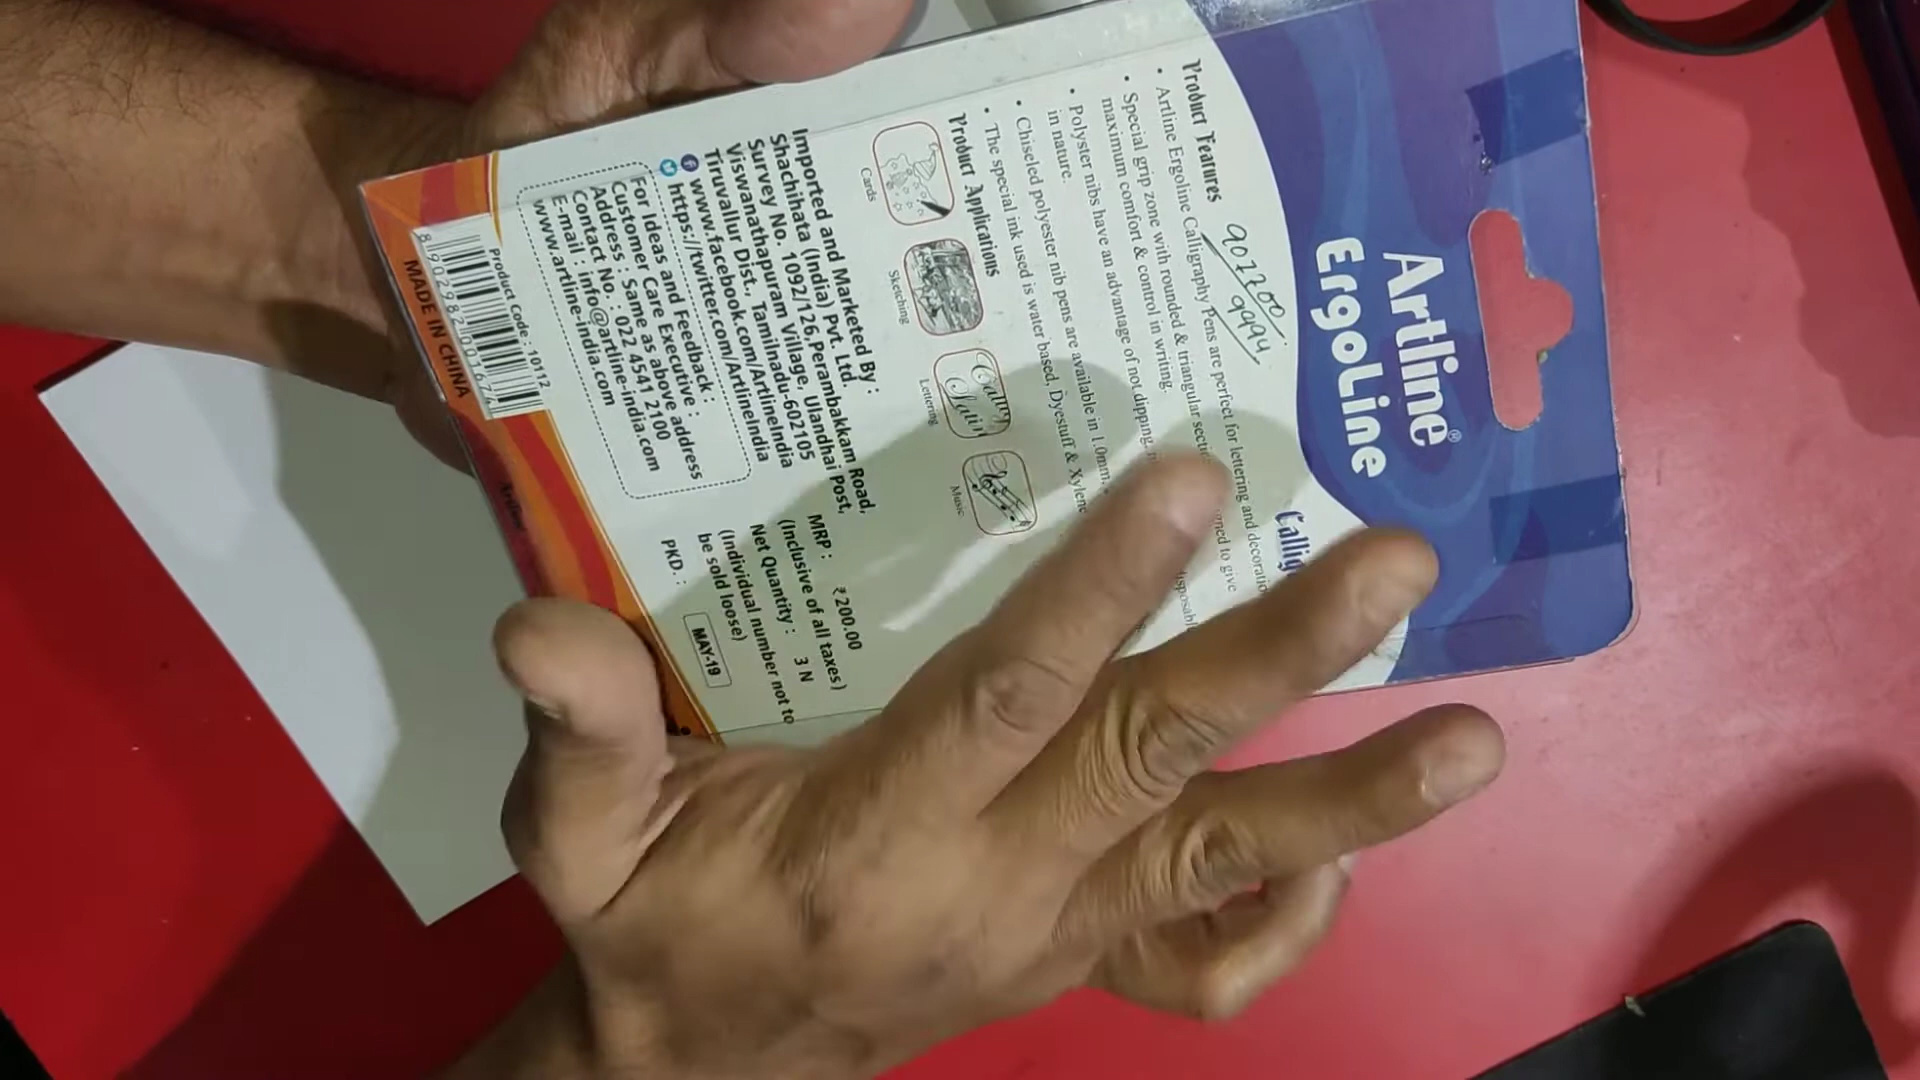 Artline®
ErgoLine
Callig
907200
9994
Product Features
• Artline Ergoline Calligraphy Pens are perfect for lettering and
• Special grip zone with rounded & triangular to give
maximum comfort & control in writing.
• Polyster nibs have an advantage of not dipping,
in nature.
• Chiseled polyester nib pens are available in 1.0mm,
• The special ink used is water based, Dyestuff & Xylene
Product Applications
Cards
Sketching
Lettering
Music
Imported and Marketed By :
Shachihata (India) Pvt. Ltd.
Survey No. 1092/126,Perambakkam Road,
Viswanathapuram Village, Ulandhai Post,
Tiruvallur Dist., Tamilnadu-602105
www.facebook.com/ArtlineIndia
https://twitter.com/ArtlineIndia
For Ideas and Feedback :
Customer Care Executive :
Address : Same as above address
Contact No. : 022 4541 2100
E-mail : info@artline-india.com
www.artline-india.com
MRP : ₹200.00
(Inclusive of all taxes)
Net Quantity : 3 N
(Individual number not to
be sold loose)
PKD. : MAY-19
Product Code : 10112
MADE IN CHINA